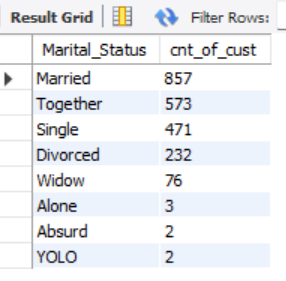 Result Grid Filter Rows:
Marital_Status cnt_of_cust
Married 857
Together 573
Single 471
Divorced 232
Widow 76
Alone 3
Absurd 2
YOLO 2